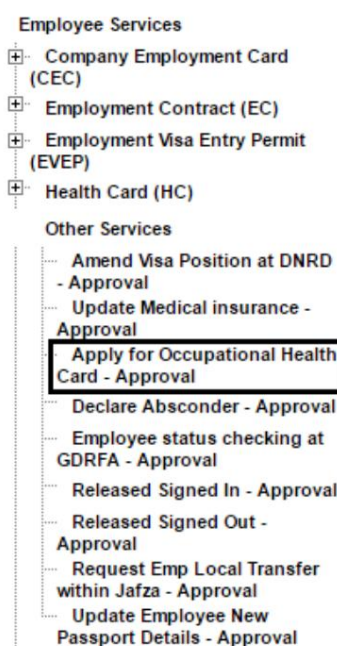 Employee Services
Company Employment Card
(CEC)
Employment Contract (EC)
Employment Visa Entry Permit
(EVEP)
Health Card (HC)
Other Services
Amend Visa Position at DNRD
- Approval
Update Medical insurance -
Approval
Apply for Occupational Health
Card - Approval
Declare Absconder - Approval
Employee status checking at
GDRFA - Approval
Released Signed In - Approval
Released Signed Out -
Approval
Request Emp Local Transfer
within Jafza - Approval
Update Employee New
Passport Details - Approval